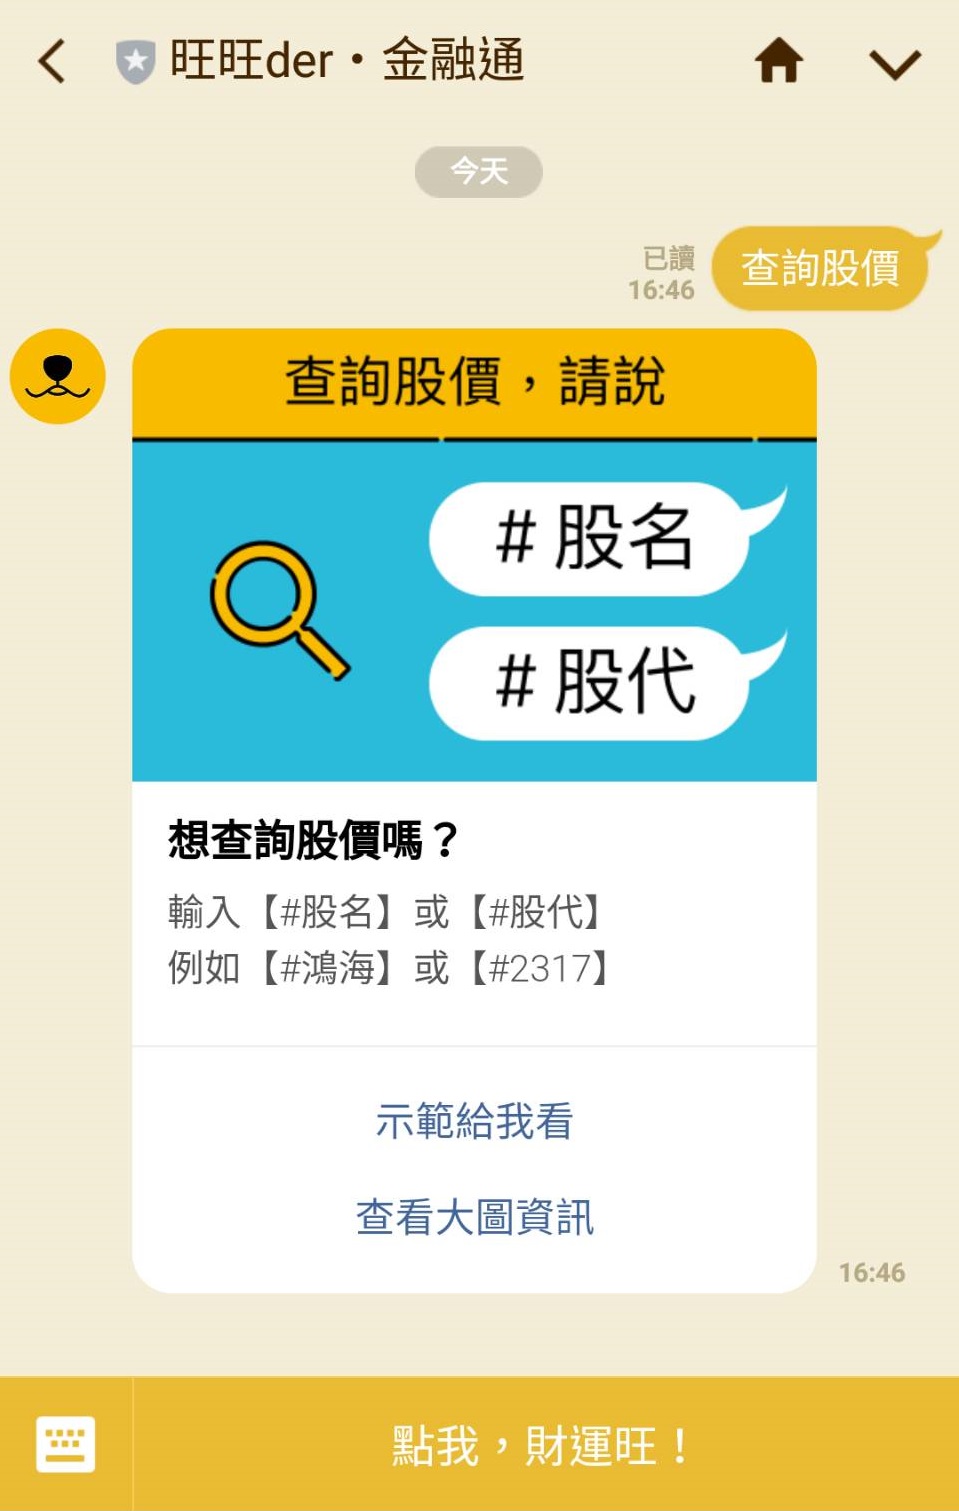 旺旺der・金融通
今天
查詢股價
已讀
16:46
查詢股價，請說
# 股名
# 股代
想查詢股價嗎？
輸入【#股名】或【#股代】
例如【#鴻海】或【#2317】
示範給我看
查看大圖資訊
16:46
點我，財運旺！